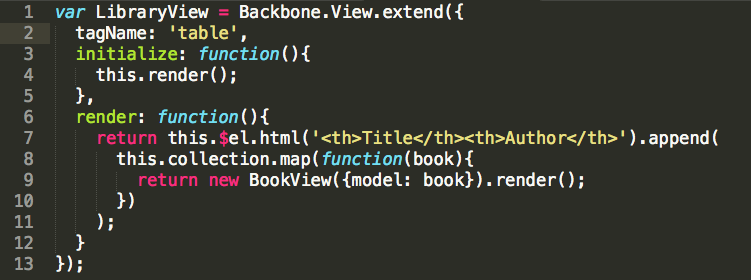 1 var LibraryView = Backbone.View.extend({
2   tagName: 'table',
3   initialize: function(){
4     this.render();
5   },
6   render: function(){
7     return this.$el.html('<th>Title</th><th>Author</th>').append(
8       this.collection.map(function(book){
9         return new BookView({model: book}).render();
10       })
11     );
12   }
13 });